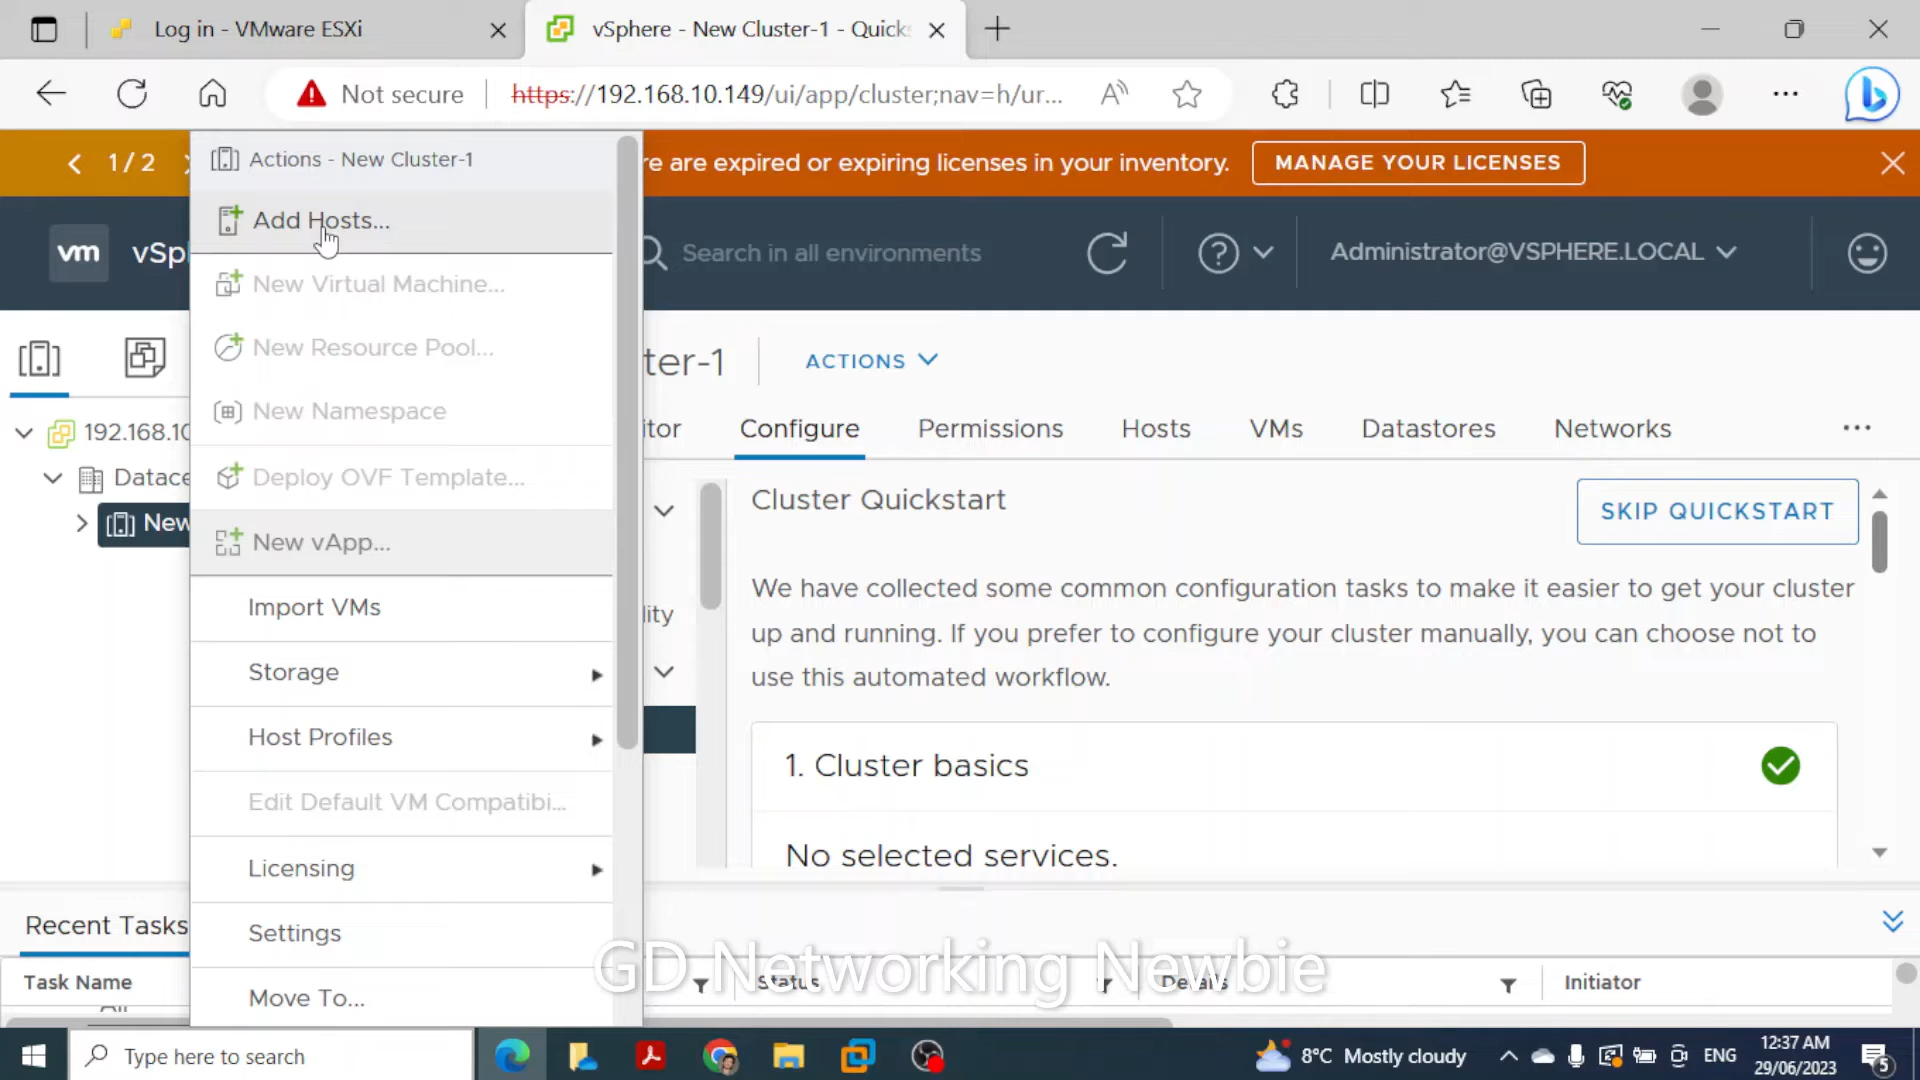 Log in - VMware ESXi
vSphere - New Cluster-1 - Quick
Not secure
https://192.168.10.149/ui/app/cluster;nav=h/ur...
1 / 2
re are expired or expiring licenses in your inventory.
MANAGE YOUR LICENSES
Actions - New Cluster-1
Add Hosts...
New Virtual Machine...
New Resource Pool...
New Namespace
Deploy OVF Template...
New vApp...
Import VMs
Storage
Host Profiles
Edit Default VM Compatibi...
Licensing
Settings
Move To...
vm
vSp
Search in all environments
Administrator@VSPHERE.LOCAL
ter-1
ACTIONS
itor
Configure
Permissions
Hosts
VMs
Datastores
Networks
192.168.10
Datace
New
lity
Cluster Quickstart
SKIP QUICKSTART
We have collected some common configuration tasks to make it easier to get your cluster
up and running. If you prefer to configure your cluster manually, you can choose not to
use this automated workflow.
1. Cluster basics
No selected services.
Recent Tasks
Task Name
Status
Details
Initiator
All
GD Networking Newbie
Type here to search
8°C Mostly cloudy
ENG
12:37 AM
29/06/2023
5